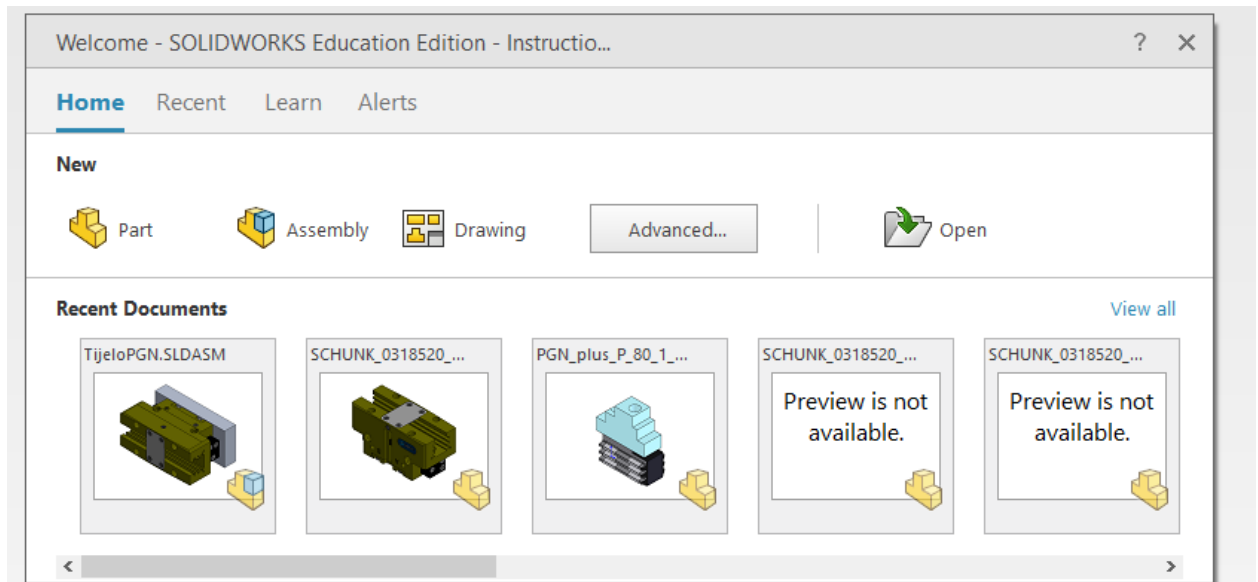 Welcome - SOLIDWORKS Education Edition - Instructio...
?
Home Recent Learn Alerts
New
Part Assembly Drawing Advanced... Open
Recent Documents View all
TijeloPGN.SLDASM SCHUNK_0318520_... PGN_plus_P_80_1_... SCHUNK_0318520_... SCHUNK_0318520_...
Preview is not Preview is not
available. available.